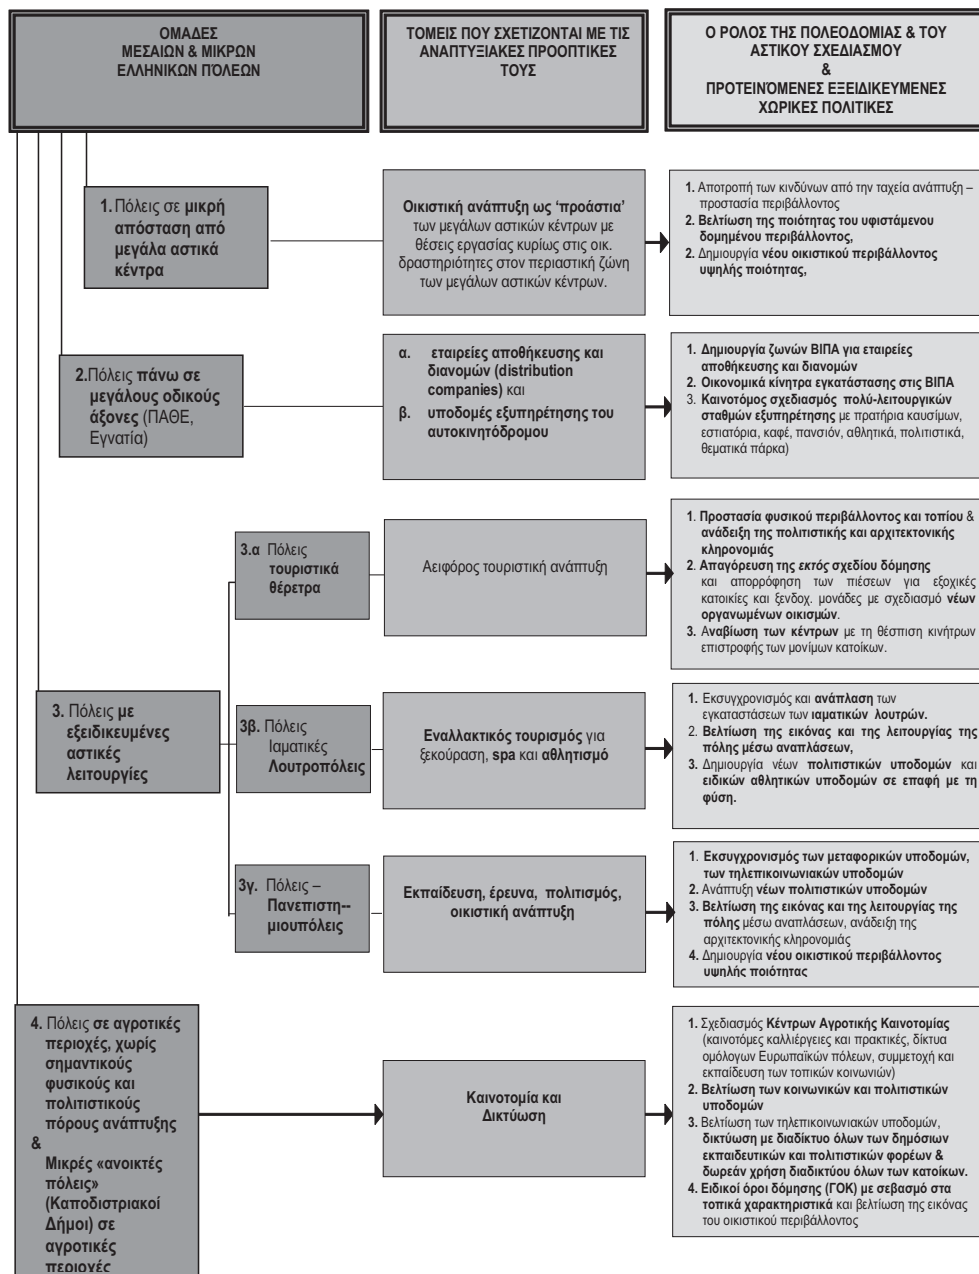 ΟΜΑΔΕΣ
ΜΕΣΑΙΩΝ & ΜΙΚΡΩΝ
ΕΛΛΗΝΙΚΩΝ ΠΌΛΕΩΝ
ΤΟΜΕΙΣ ΠΟΥ ΣΧΕΤΙΖΟΝΤΑΙ ΜΕ ΤΙΣ
ΑΝΑΠΤΥΞΙΑΚΕΣ ΠΡΟΟΠΤΙΚΕΣ
ΤΟΥΣ
Ο ΡΟΛΟΣ ΤΗΣ ΠΟΛΕΟΔΟΜΙΑΣ & ΤΟΥ
ΑΣΤΙΚΟΥ ΣΧΕΔΙΑΣΜΟΥ
&
ΠΡΟΤΕΙΝΌΜΕΝΕΣ ΕΞΕΙΔΙΚΕΥΜΕΝΕΣ
ΧΩΡΙΚΕΣ ΠΟΛΙΤΙΚΕΣ
1. Πόλεις σε μικρή
απόσταση από
μεγάλα αστικά
κέντρα
Οικιστική ανάπτυξη ως 'προάστια'
των μεγάλων αστικών κέντρων με
θέσεις εργασίας κυρίως στις οικ.
δραστηριότητες στον περιαστική ζώνη
των μεγάλων αστικών κέντρων.
1. Αποτροπή των κινδύνων από την ταχεία ανάπτυξη –
προστασία περιβάλλοντος
2. Βελτίωση της ποιότητας του υφιστάμενου
δομημένου περιβάλλοντος,
2. Δημιουργία νέου οικιστικού περιβάλλοντος
υψηλής ποιότητας,
2.Πόλεις πάνω σε
μεγάλους οδικούς
άξονες (ΠΑΘΕ,
Εγνατία)
α. εταιρείες αποθήκευσης και
διανομών (distribution
companies) και
β. υποδομές εξυπηρέτησης του
αυτοκινητόδρομου
1. Δημιουργία ζωνών ΒΙΠΑ για εταιρείες
αποθήκευσης και διανομών
2. Οικονομικά κίνητρα εγκατάστασης στις ΒΙΠΑ
3. Καινοτόμος σχεδιασμός πολύ-λειτουργικών
σταθμών εξυπηρέτησης με πρατήρια καυσίμων,
εστιατόρια, καφέ, πανσιόν, αθλητικά, πολιτιστικά,
θεματικά πάρκα)
3. Πόλεις με
εξειδικευμένες
αστικές
λειτουργίες
3.α Πόλεις
τουριστικά
θέρετρα
Αειφόρος τουριστική ανάπτυξη
1. Προστασία φυσικού περιβάλλοντος και τοπίου &
ανάδειξη της πολιτιστικής και αρχιτεκτονικής
κληρονομιάς
2. Απαγόρευση της εκτός σχεδίου δόμησης
και απορρόφηση των πιέσεων για εξοχικές
κατοικίες και ξενδοχ. μονάδες με σχεδιασμό νέων
οργανωμένων οικισμών.
3. Αναβίωση των κέντρων με τη θέσπιση κινήτρων
επιστροφής των μονίμων κατοίκων.
3β. Πόλεις
Ιαματικές
Λουτροπόλεις
Εναλλακτικός τουρισμός για
ξεκούραση, spa και αθλητισμό
1. Εκσυγχρονισμός και ανάπλαση των
εγκαταστάσεων των ιαματικών λουτρών.
2. Βελτίωση της εικόνας και της λειτουργίας της
πόλης μέσω αναπλάσεων,
3. Δημιουργία νέων πολιτιστικών υποδομών και
ειδικών αθλητικών υποδομών σε επαφή με τη
φύση.
3γ. Πόλεις –
Πανεπιστη--
μιουπόλεις
Εκπαίδευση, έρευνα, πολιτισμός,
οικιστική ανάπτυξη
1. Εκσυγχρονισμός των μεταφορικών υποδομών,
των τηλεπικοινωνιακών υποδομών
2. Ανάπτυξη νέων πολιτιστικών υποδομών
3. Βελτίωση της εικόνας και της λειτουργίας της
πόλης μέσω αναπλάσεων, ανάδειξη της
αρχιτεκτονικής κληρονομιάς
4. Δημιουργία νέου οικιστικού περιβάλλοντος
υψηλής ποιότητας
4. Πόλεις σε αγροτικές
περιοχές, χωρίς
σημαντικούς
φυσικούς και
πολιτιστικούς
πόρους ανάπτυξης
&
Μικρές «ανοικτές
πόλεις»
(Καποδιστριακοί
Δήμοι) σε
αγροτικές
περιοχές
Καινοτομία και
Δικτύωση
1. Σχεδιασμός Κέντρων Αγροτικής Καινοτομίας
(καινοτόμες καλλιέργειες και πρακτικές, δίκτυα
ομόλογων Ευρωπαϊκών πόλεων, συμμετοχή και
εκπαίδευση των τοπικών κοινωνιών)
2. Βελτίωση των κοινωνικών και πολιτιστικών
υποδομών
3. Βελτίωση των τηλεπικοινωνιακών υποδομών,
δικτύωση με διαδίκτυο όλων των δημόσιων
εκπαιδευτικών και πολιτιστικών φορέων &
δωρεάν χρήση διαδικτύου όλων των κατοίκων.
4. Ειδικοί όροι δόμησης (ΓΟΚ) με σεβασμό στα
τοπικά χαρακτηριστικά και βελτίωση της εικόνας
του οικιστικού περιβάλλοντος